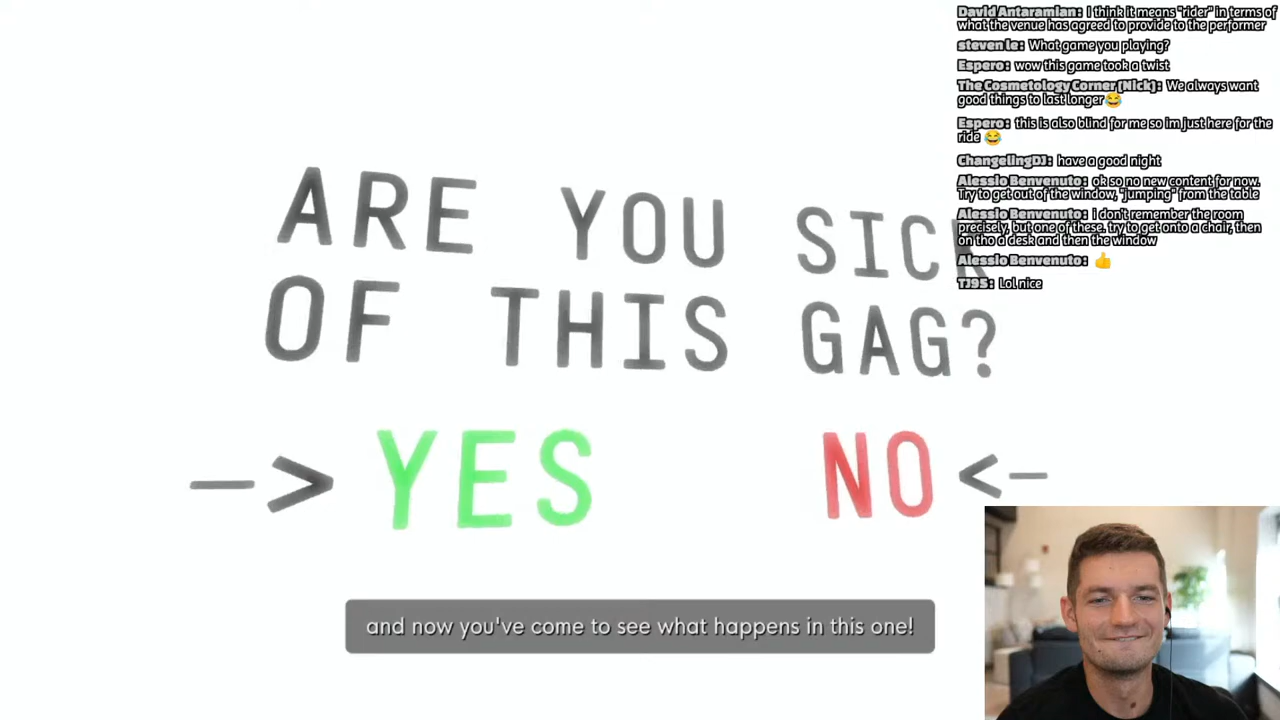 David Antaramian: I think it means "rider" in terms of
what the venue has agreed to provide to the performer
steven le: What game you playing?
Espero: wow this game took a twist
The Cosmetology Corner [Nick]: We always want
good things to last longer 😂
Espero: this is also blind for me so im just here for the
ride 😂
ChangelingDJ: have a good night
Alessio Benvenuto: ok so no new content for now.
Try to get out of the window, "jumping" from the table
Alessio Benvenuto: I don't remember the room
precisely, but one of these. try to get onto a chair, then
on tho a desk and then the window
Alessio Benvenuto: 👍
TJ95: Lol nice
ARE YOU SICK
OF THIS GAG?
—> YES NO <—
and now you've come to see what happens in this one!